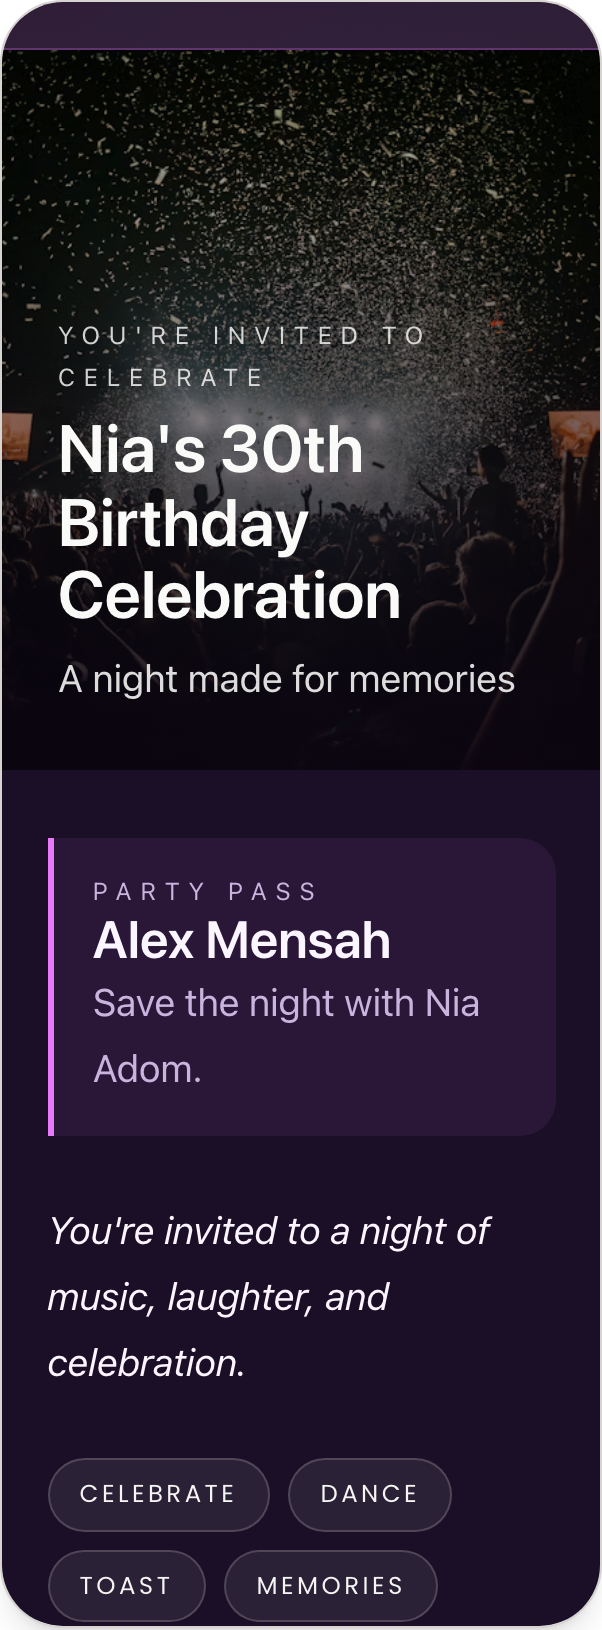 YOU'RE INVITED TO
CELEBRATE
Nia's 30th
Birthday
Celebration
A night made for memories
PARTY PASS
Alex Mensah
Save the night with Nia
Adom.
You're invited to a night of
music, laughter, and
celebration.
CELEBRATE
DANCE
TOAST
MEMORIES